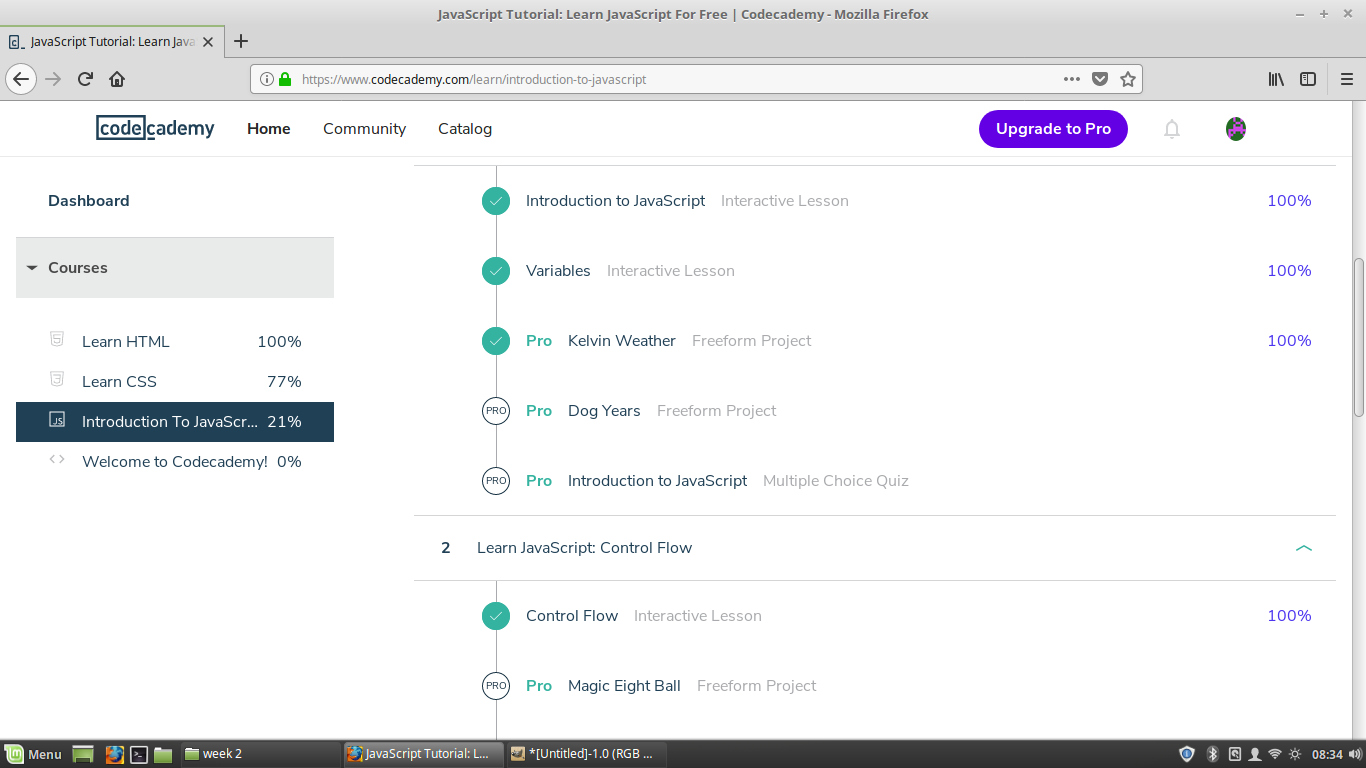 JavaScript Tutorial: Learn JavaScript For Free | Codecademy - Mozilla Firefox
JavaScript Tutorial: Learn Java
https://www.codecademy.com/learn/introduction-to-javascript
codecademy Home Community Catalog Upgrade to Pro
Dashboard
Courses
Learn HTML 100%
Learn CSS 77%
JS Introduction To JavaScr... 21%
Welcome to Codecademy! 0%
Introduction to JavaScript Interactive Lesson 100%
Variables Interactive Lesson 100%
Pro Kelvin Weather Freeform Project 100%
PRO Pro Dog Years Freeform Project
PRO Pro Introduction to JavaScript Multiple Choice Quiz
2 Learn JavaScript: Control Flow
Control Flow Interactive Lesson 100%
PRO Pro Magic Eight Ball Freeform Project
Menu week 2 JavaScript Tutorial: L... *[Untitled]-1.0 (RGB ... 08:34